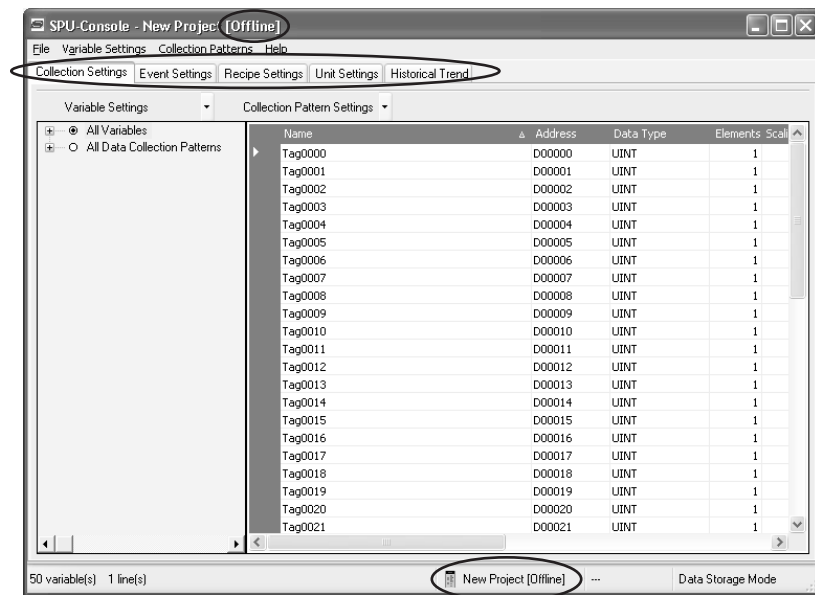 SPU-Console - New Project [Offline]
File Variable Settings Collection Patterns Help
Collection Settings Event Settings Recipe Settings Unit Settings Historical Trend
Variable Settings Collection Pattern Settings
All Variables
All Data Collection Patterns
Name Address Data Type Elements Scali
Tag0000 D00000 UINT 1
Tag0001 D00001 UINT 1
Tag0002 D00002 UINT 1
Tag0003 D00003 UINT 1
Tag0004 D00004 UINT 1
Tag0005 D00005 UINT 1
Tag0006 D00006 UINT 1
Tag0007 D00007 UINT 1
Tag0008 D00008 UINT 1
Tag0009 D00009 UINT 1
Tag0010 D00010 UINT 1
Tag0011 D00011 UINT 1
Tag0012 D00012 UINT 1
Tag0013 D00013 UINT 1
Tag0014 D00014 UINT 1
Tag0015 D00015 UINT 1
Tag0016 D00016 UINT 1
Tag0017 D00017 UINT 1
Tag0018 D00018 UINT 1
Tag0019 D00019 UINT 1
Tag0020 D00020 UINT 1
Tag0021 D00021 UINT 1
50 variable(s) 1 line(s) New Project [Offline] --- Data Storage Mode